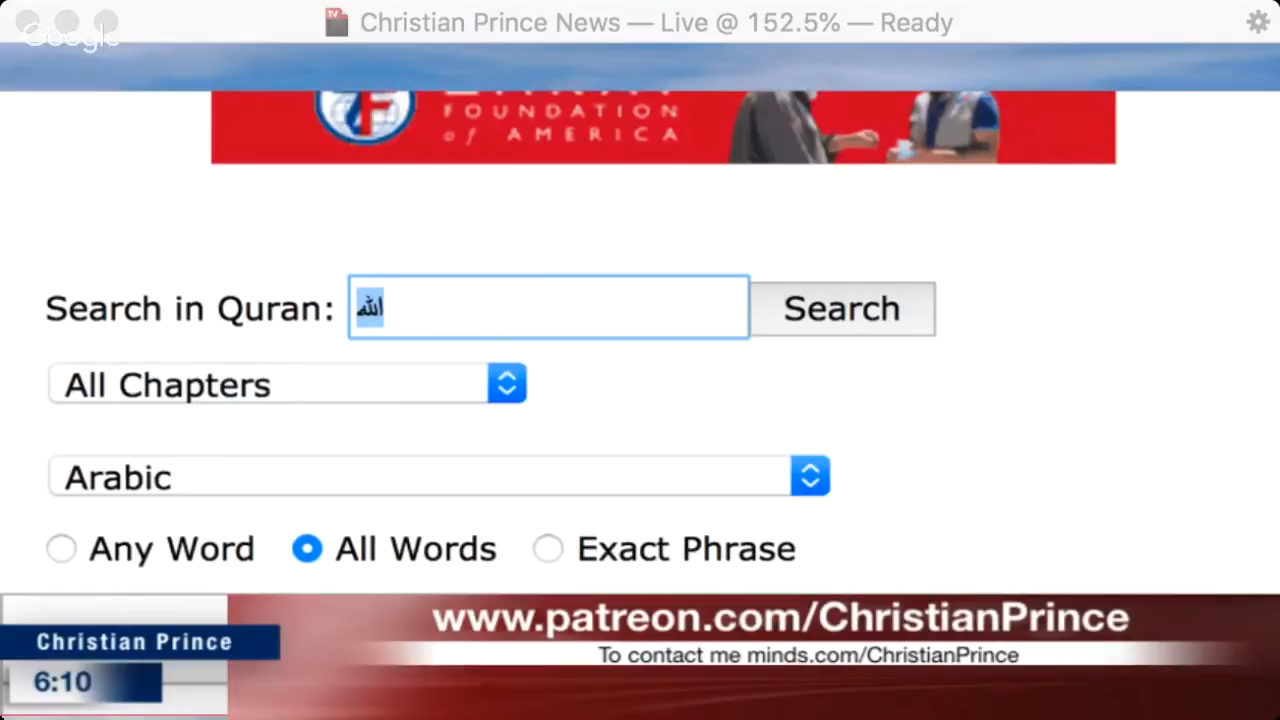 Google
Christian Prince News — Live @ 152.5% — Ready
FOUNDATION
of AMERICA
Search in Quran: الله Search
All Chapters
Arabic
Any Word All Words Exact Phrase
www.patreon.com/ChristianPrince
To contact me minds.com/ChristianPrince
Christian Prince
6:10